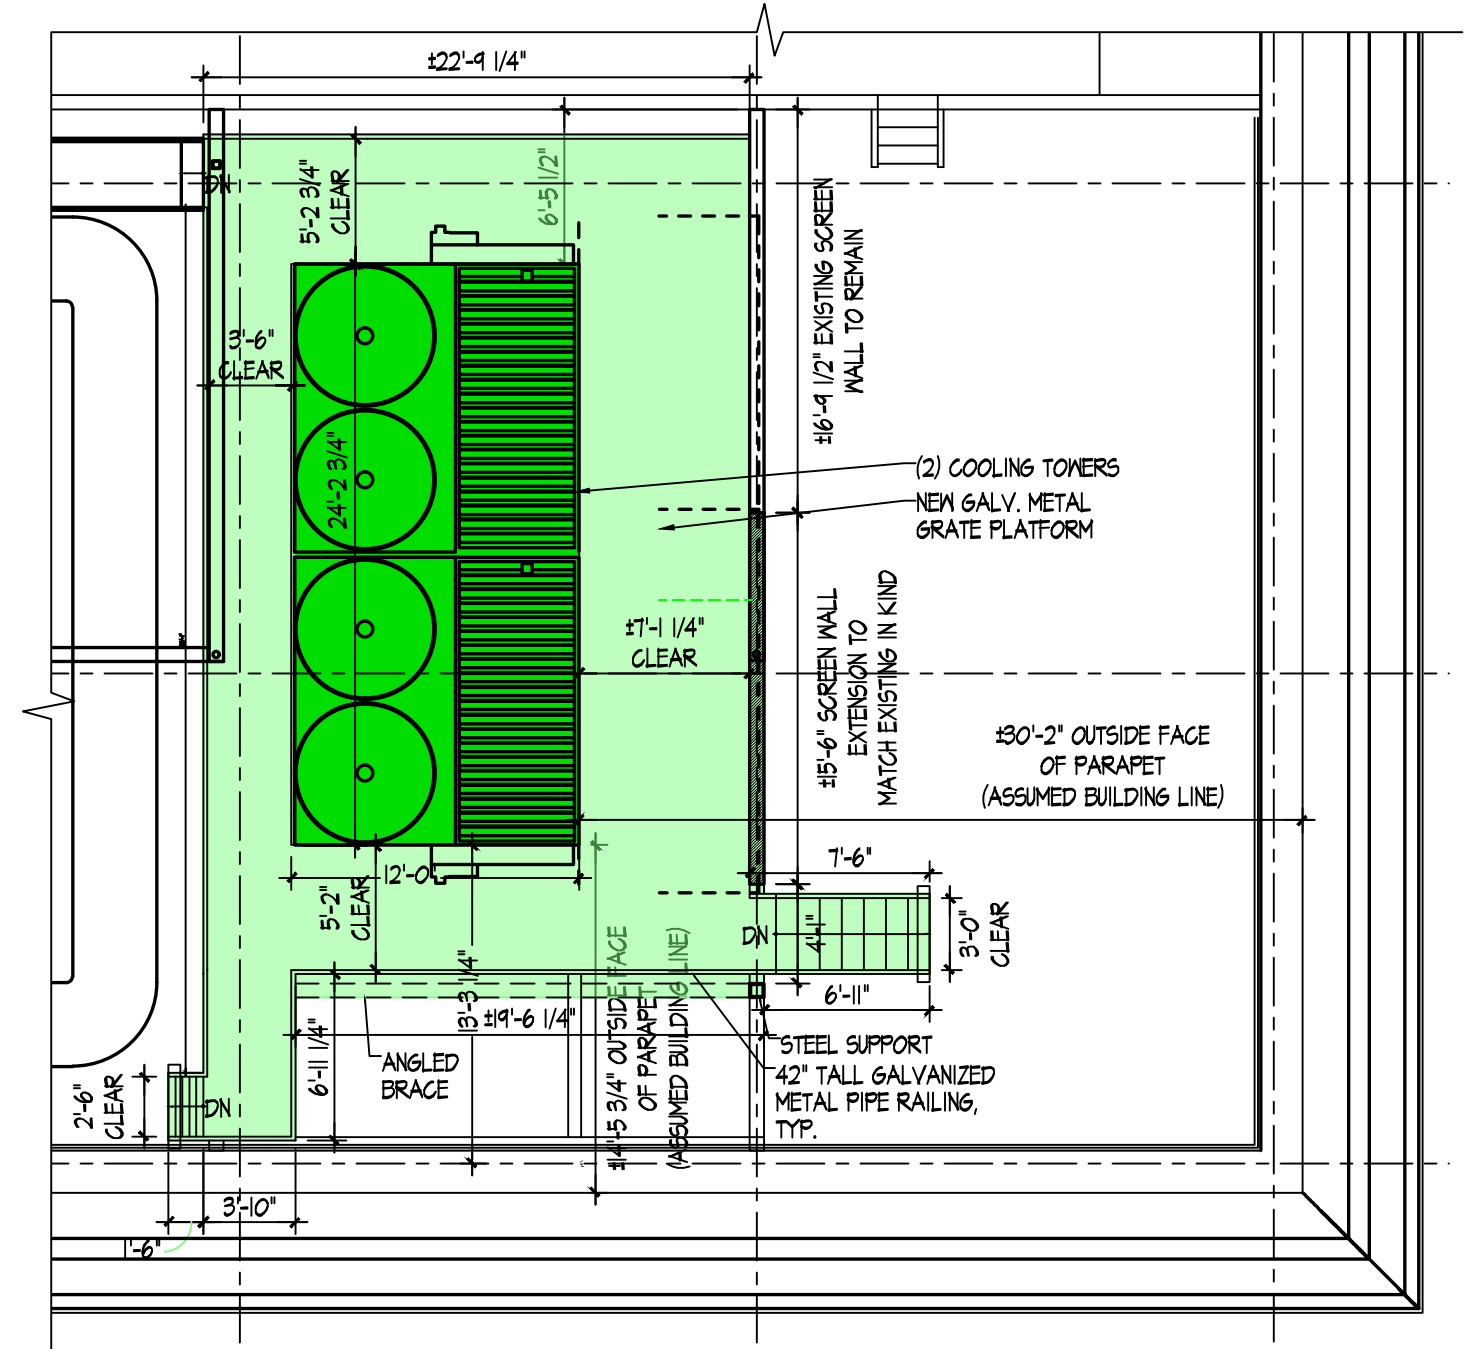 ±22'-9 1/4"
5'-2 3/4"
CLEAR
6'-5 1/2"
DN
±16'-9 1/2" EXISTING SCREEN
WALL TO REMAIN
3'-6"
CLEAR
24'-2 3/4"
(2) COOLING TOWERS
NEW GALV. METAL
GRATE PLATFORM
±7'-1 1/4"
CLEAR
±15'-6" SCREEN WALL
EXTENSION TO
MATCH EXISTING IN KIND
±30'-2" OUTSIDE FACE
OF PARAPET
(ASSUMED BUILDING LINE)
7'-6"
12'-0"
5'-2"
CLEAR
DN
4'-1"
3'-0"
CLEAR
6'-11"
13'-3 1/4"
±14'-5 3/4" OUTSIDE FACE
OF PARAPET
(ASSUMED BUILDING LINE)
±19'-6 1/4"
6'-11 1/4"
ANGLED
BRACE
STEEL SUPPORT
42" TALL GALVANIZED
METAL PIPE RAILING,
TYP.
2'-6"
CLEAR
DN
3'-10"
1'-6"